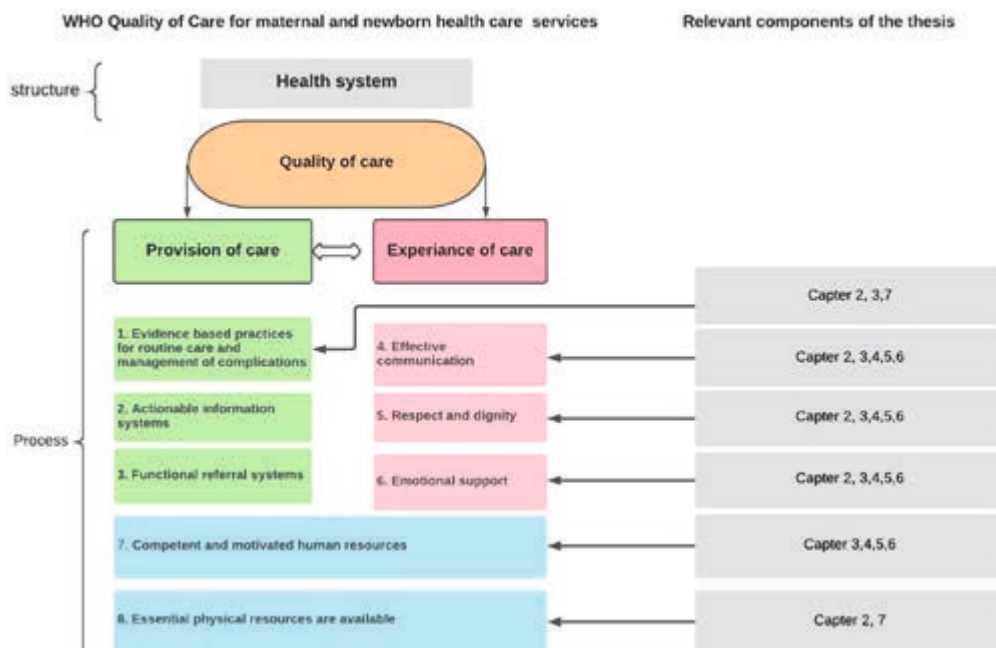 WHO Quality of Care for maternal and newborn health care services
Relevant components of the thesis
structure
Health system
Quality of care
Provision of care
Experiance of care
Capter 2, 3,7
1. Evidence based practices
for routine care and
management of complications
4. Effective
communication
Capter 2, 3,4,5,6
2. Actionable information
systems
5. Respect and dignity
Capter 2, 3,4,5,6
Process
3. Functional referral systems
6. Emotional support
Capter 2, 3,4,5,6
7. Competent and motivated human resources
Capter 3,4,5,6
8. Essential physical resources are available
Capter 2, 7